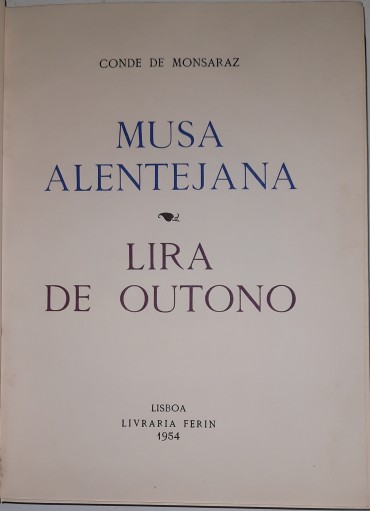 CONDE DE MONSARAZ
MUSA
ALENTEJANA
LIRA
DE OUTONO
LISBOA
LIVRARIA FERIN
1954